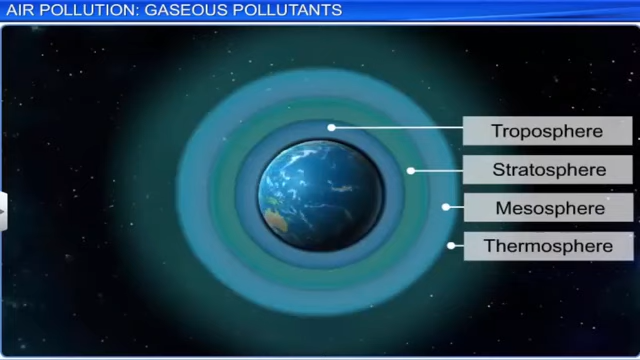 AIR POLLUTION: GASEOUS POLLUTANTS
Troposphere
Stratosphere
Mesosphere
Thermosphere